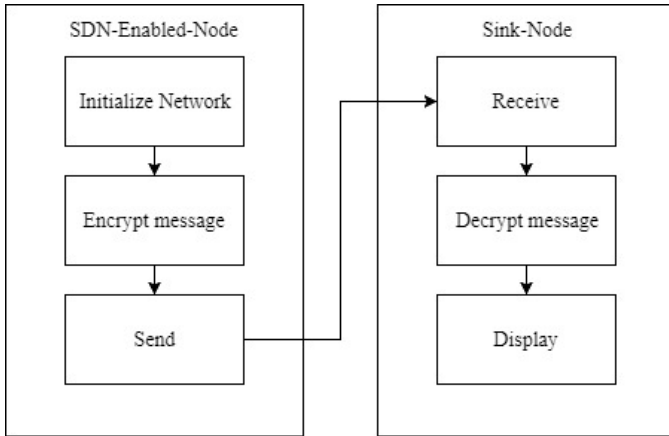 SDN-Enabled-Node
Initialize Network
Encrypt message
Send
Sink-Node
Receive
Decrypt message
Display